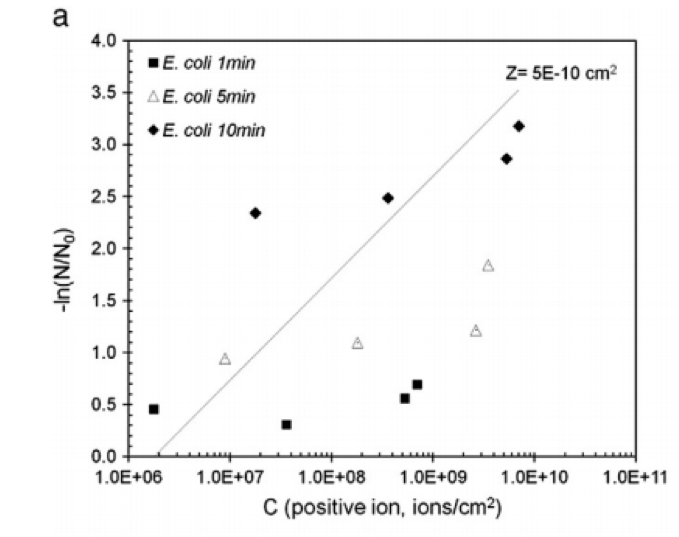 a
4.0
E. coli 1min
Z= 5E-10 cm²
E. coli 5min
3.5
E. coli 10min
3.0
2.5
2.0
1.5
1.0
0.5
0.0
-ln(N/N₀)
1.0E+06 1.0E+07 1.0E+08 1.0E+09 1.0E+10 1.0E+11
C (positive ion, ions/cm²)